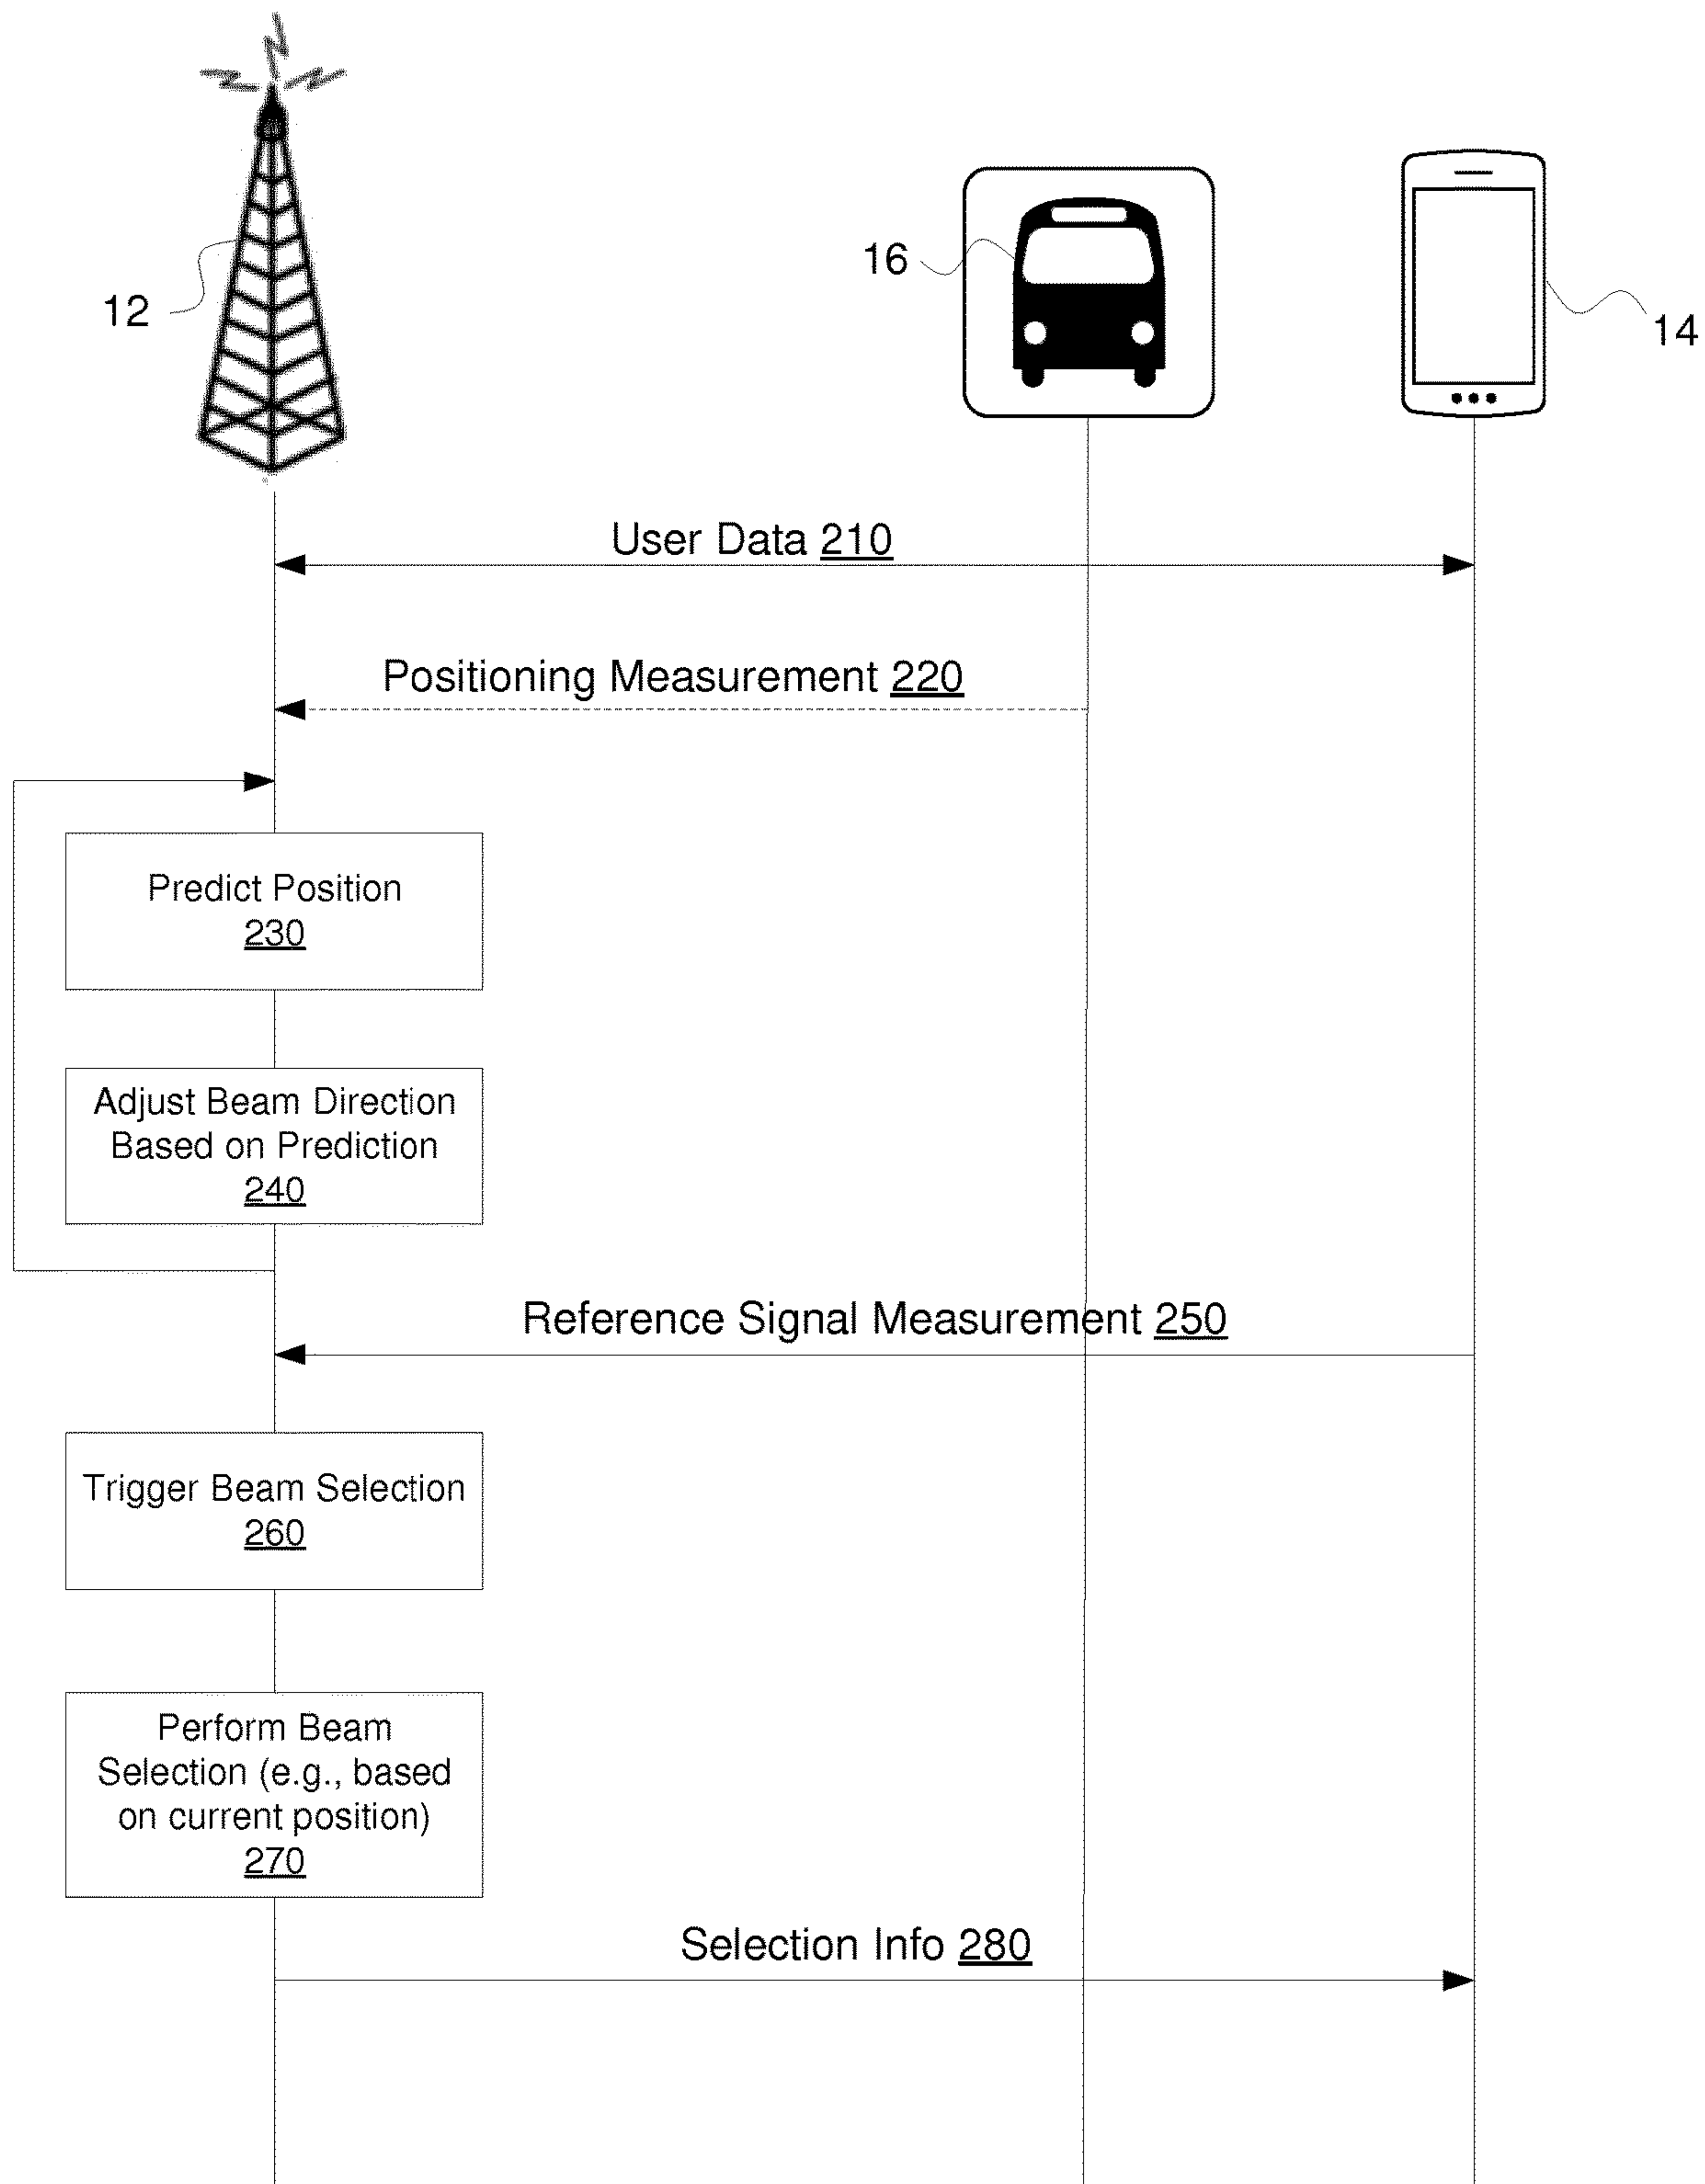 12
16
14
User Data 210
Positioning Measurement 220
Predict Position
230
Adjust Beam Direction
Based on Prediction
240
Reference Signal Measurement 250
Trigger Beam Selection
260
Perform Beam
Selection (e.g., based
on current position)
270
Selection Info 280